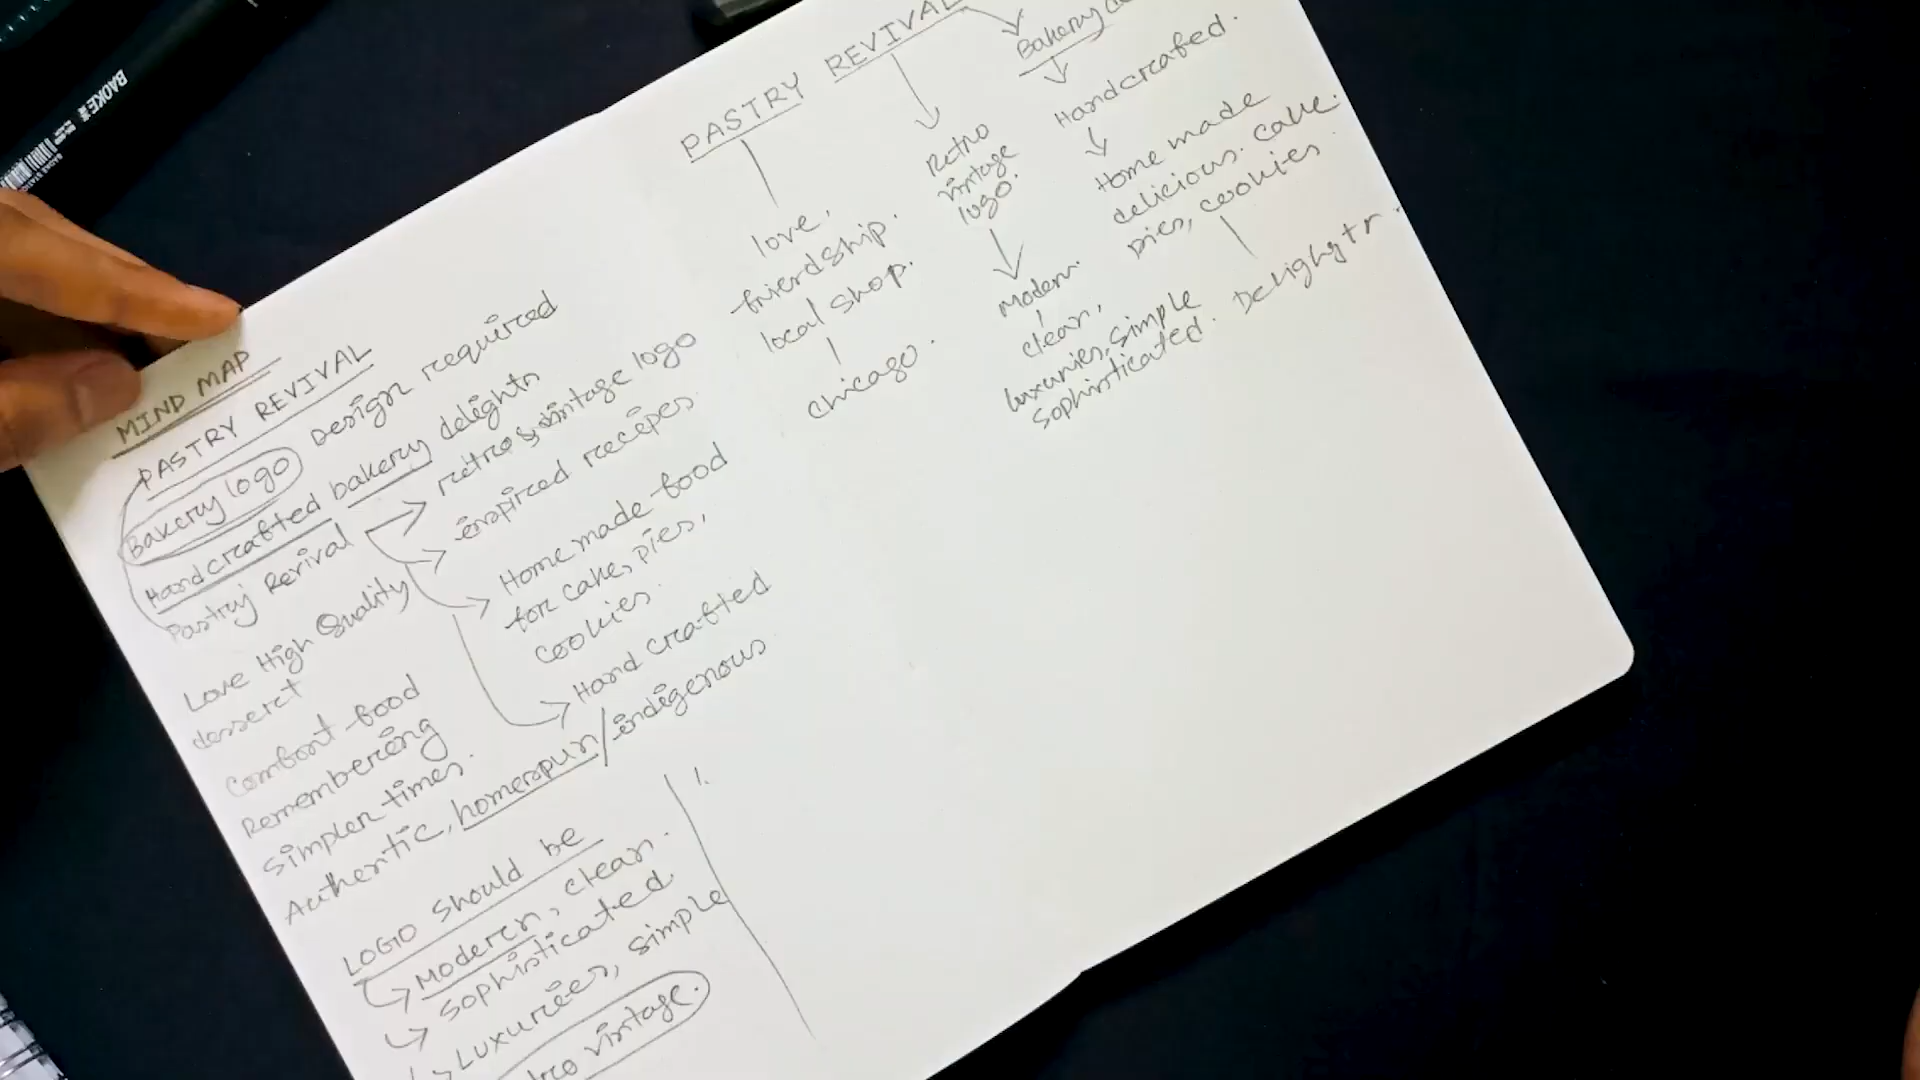 BAOKE
MIND MAP
PASTRY REVIVAL
Bakery logo Design required
Handcrafted bakery delights
Pastry Revival
retro & vintage logo
inspired recipes
Home made food
for cake, pies,
cookies.
Hand crafted
Love High Quality
dessert
Comfort food
Remembering
simpler times.
Authentic, homespun/indigenous
LOGO should be
Modern, clean.
sophisticated
Luxuries, simple
vintage.
1.
PASTRY REVIVAL
love,
friendship.
local shop.
chicago.
Retro
vintage
logo.
Modern.
clean,
luxuries, simple
sophisticated.
Bakery
Handcrafted.
Home made
delicious. cake.
pies, cookies